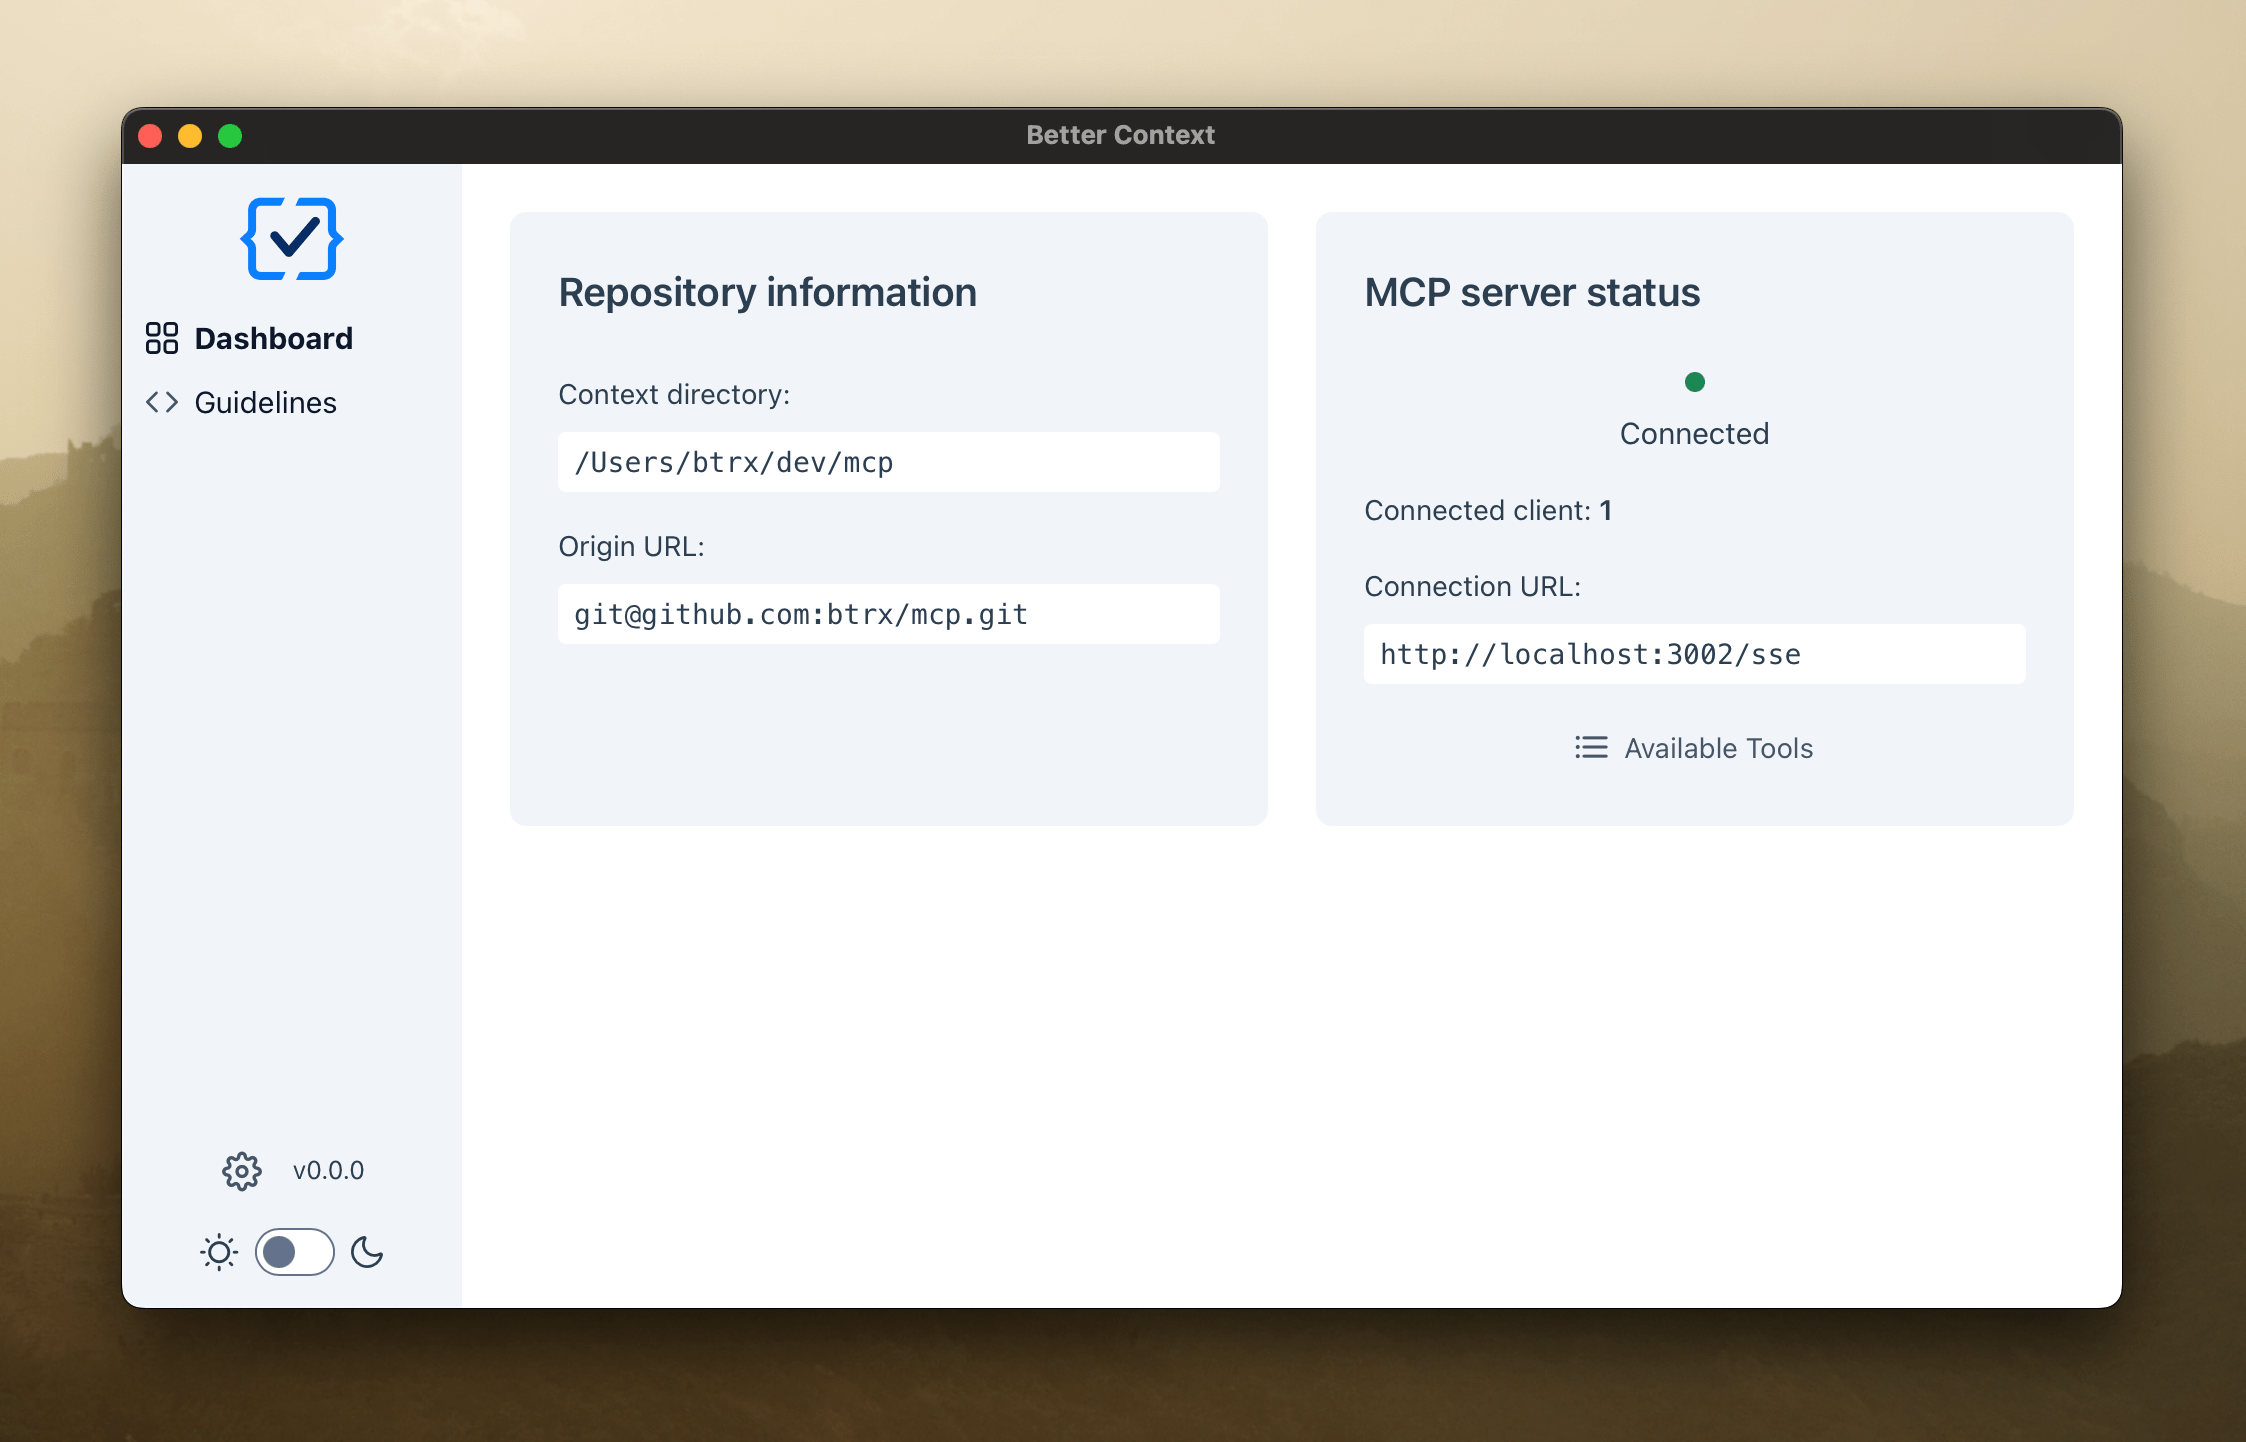 Better Context
Dashboard
Guidelines
v0.0.0
Repository information
Context directory:
/Users/btrx/dev/mcp
Origin URL:
git@github.com:btrx/mcp.git
MCP server status
Connected
Connected client: 1
Connection URL:
http://localhost:3002/sse
Available Tools